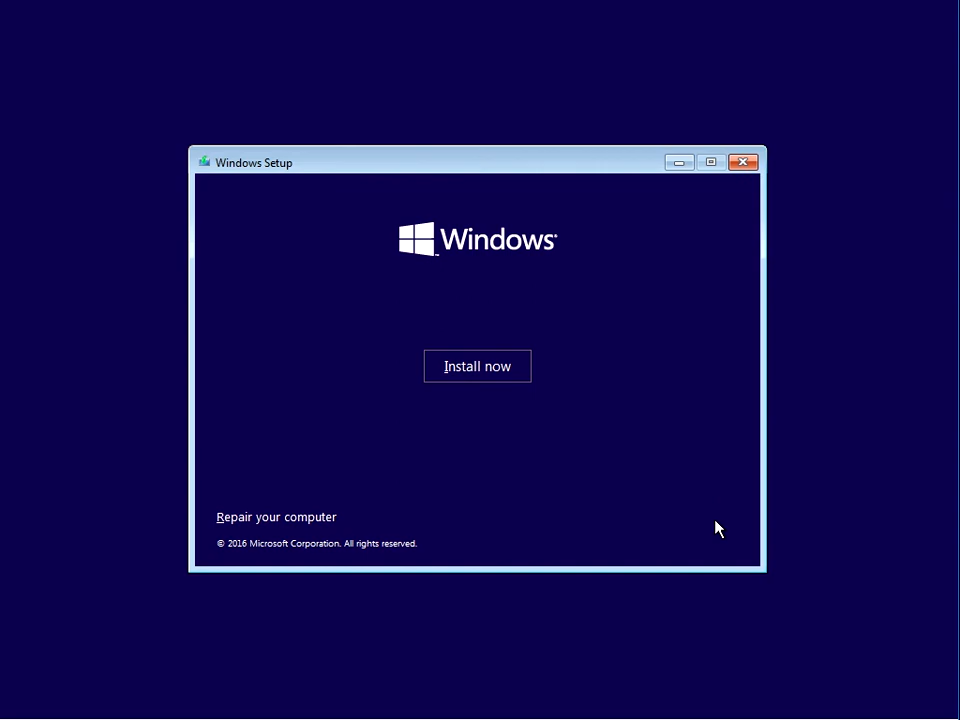 Windows Setup
Windows
Install now
Repair your computer
© 2016 Microsoft Corporation. All rights reserved.